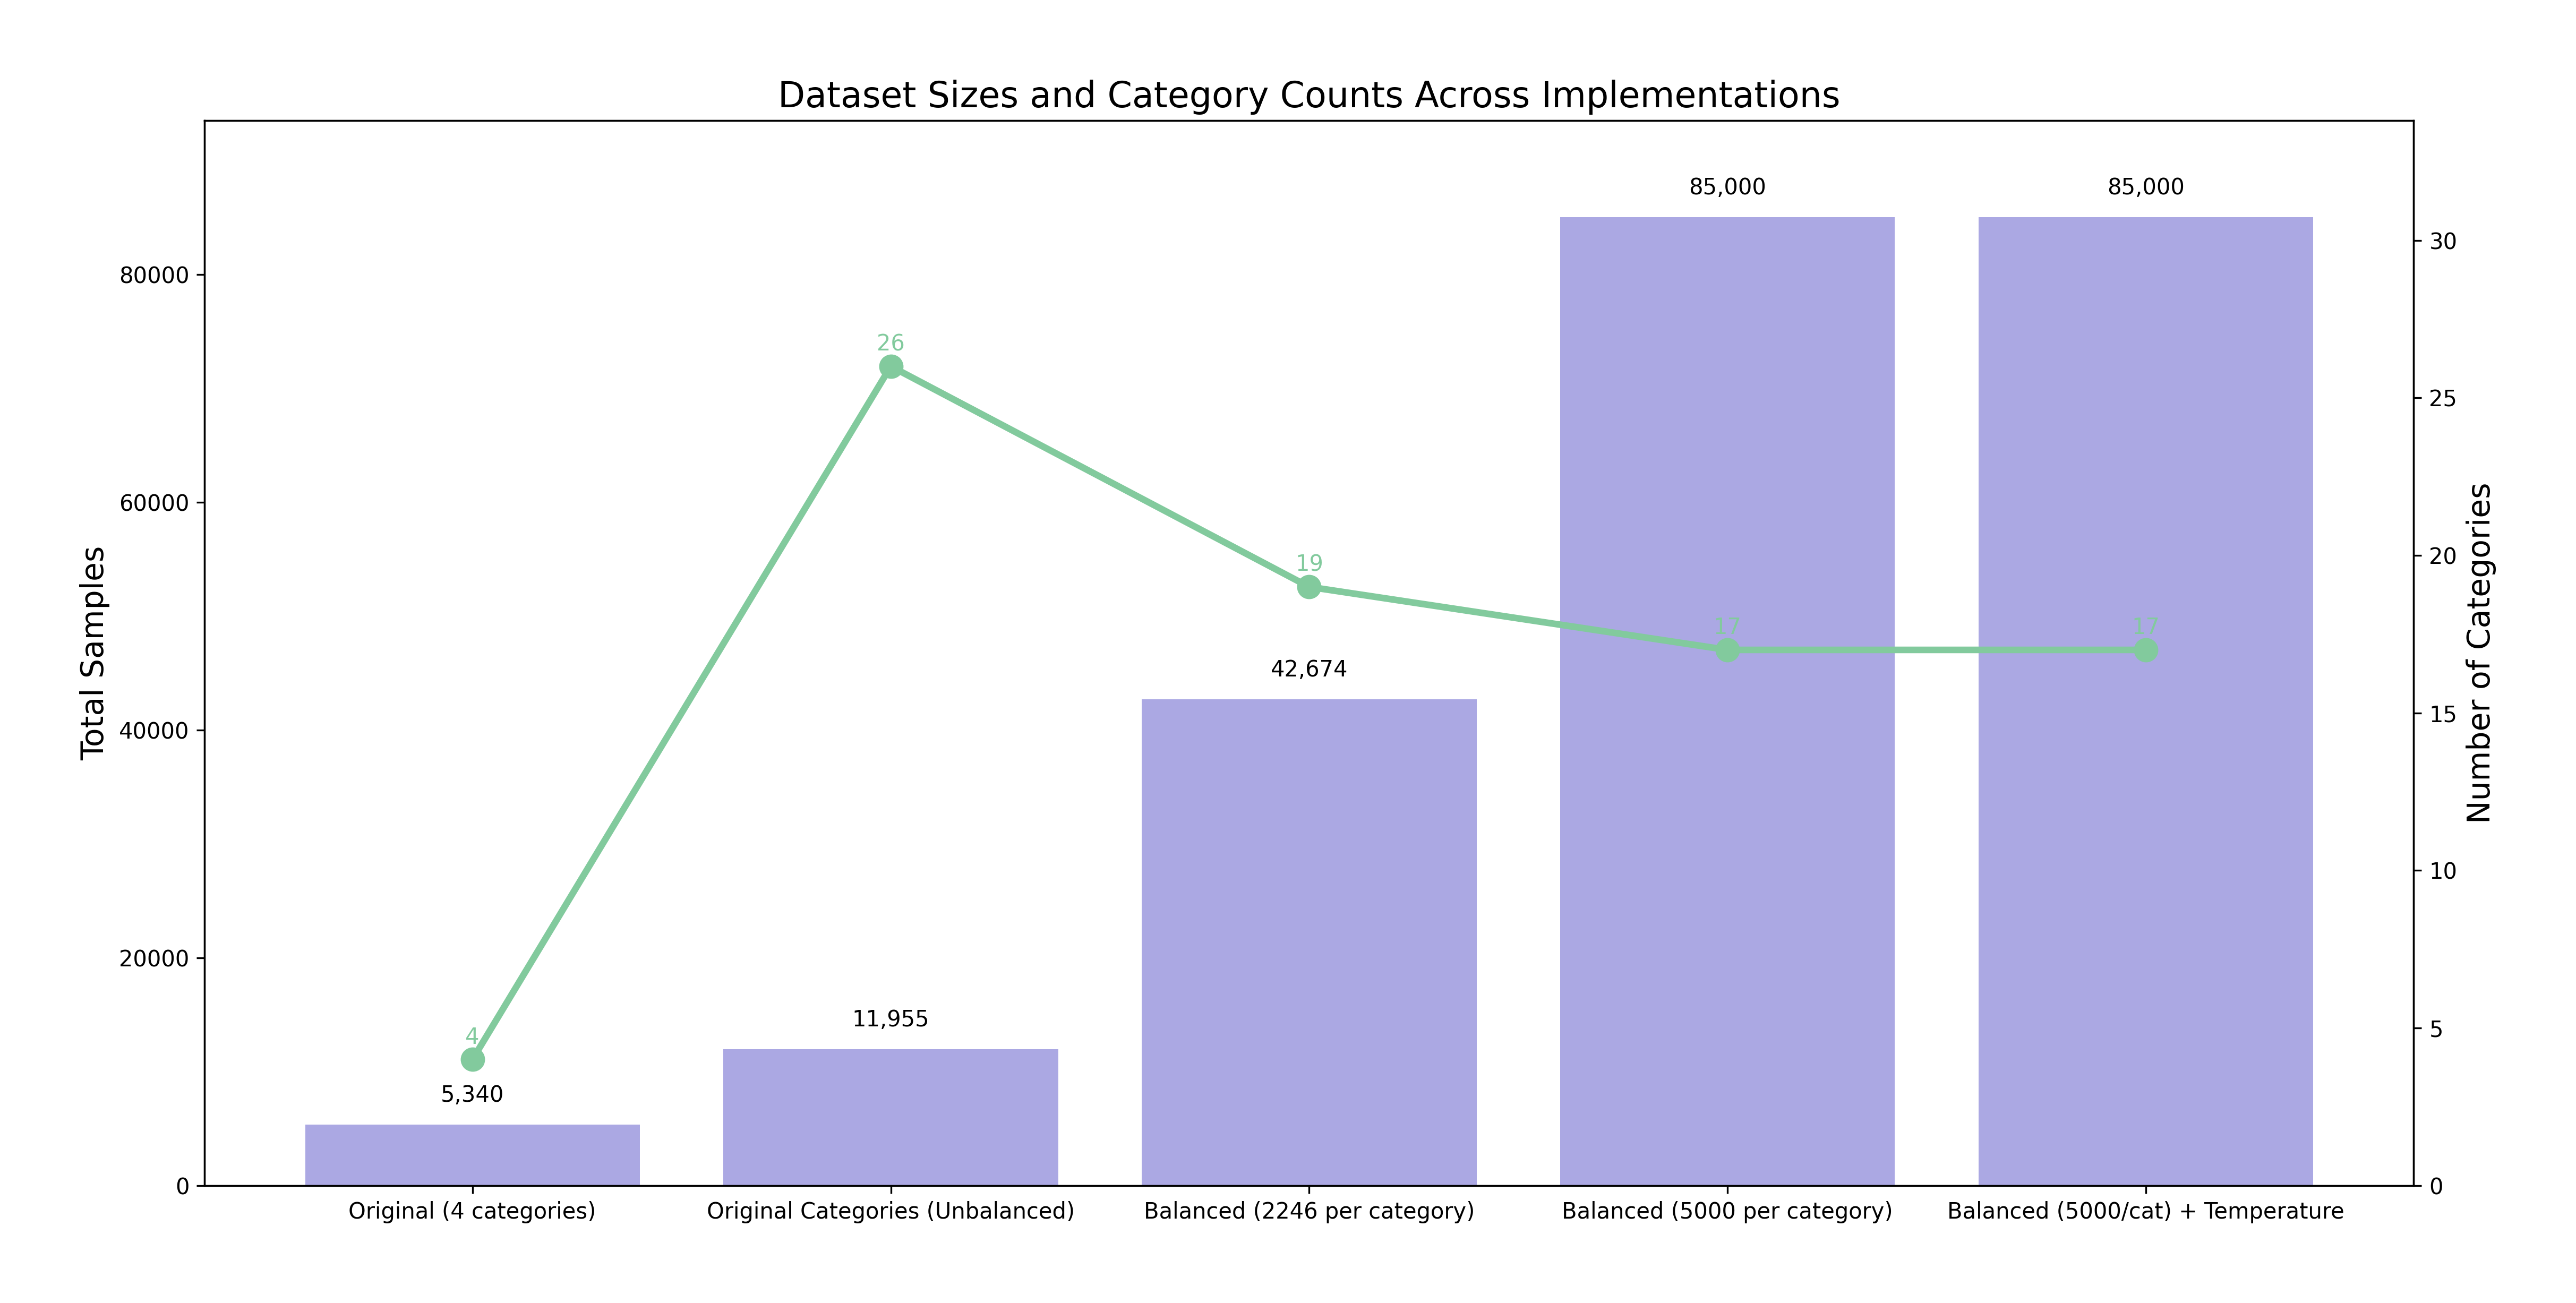 Dataset Sizes and Category Counts Across Implementations
Total Samples
80000
60000
40000
20000
0
Number of Categories
30
25
20
15
10
5
0
85,000
85,000
26
19
17
17
42,674
11,955
4
5,340
Original (4 categories)
Original Categories (Unbalanced)
Balanced (2246 per category)
Balanced (5000 per category)
Balanced (5000/cat) + Temperature